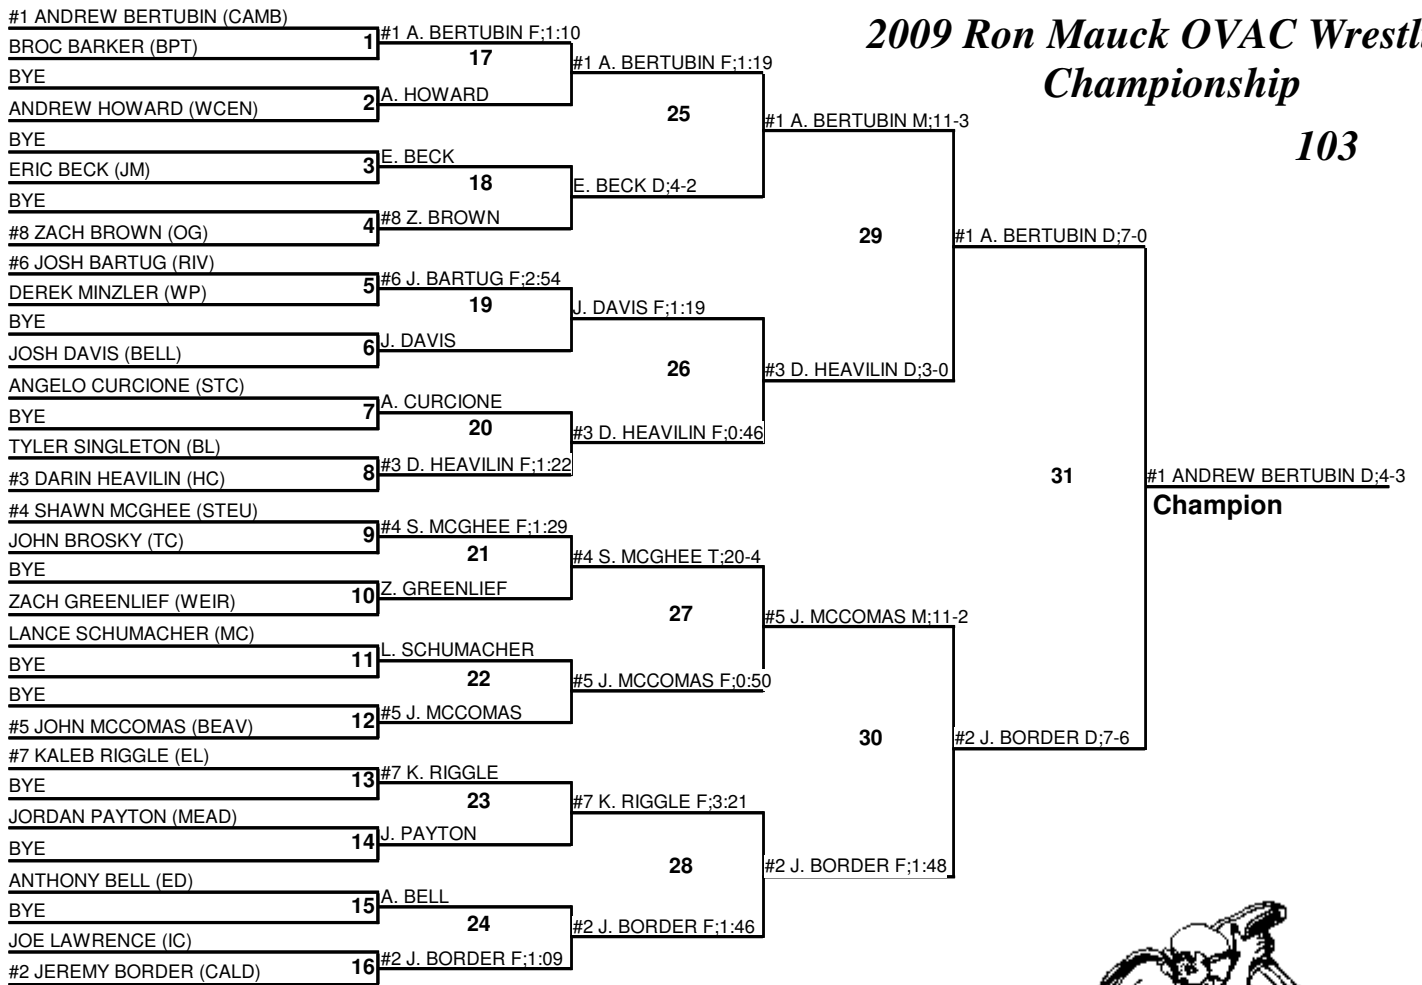 2009 Ron Mauck OVAC Wrestl
Championship
103
#1 ANDREW BERTUBIN (CAMB)
BROC BARKER (BPT)
BYE
ANDREW HOWARD (WCEN)
BYE
ERIC BECK (JM)
BYE
#8 ZACH BROWN (OG)
#6 JOSH BARTUG (RIV)
DEREK MINZLER (WP)
BYE
JOSH DAVIS (BELL)
ANGELO CURCIONE (STC)
BYE
TYLER SINGLETON (BL)
#3 DARIN HEAVILIN (HC)
#4 SHAWN MCGHEE (STEU)
JOHN BROSKY (TC)
BYE
ZACH GREENLIEF (WEIR)
LANCE SCHUMACHER (MC)
BYE
BYE
#5 JOHN MCCOMAS (BEAV)
#7 KALEB RIGGLE (EL)
BYE
JORDAN PAYTON (MEAD)
BYE
ANTHONY BELL (ED)
BYE
JOE LAWRENCE (IC)
#2 JEREMY BORDER (CALD)
1
2
3
4
5
6
7
8
9
10
11
12
13
14
15
16
#1 A. BERTUBIN F;1:10
17
A. HOWARD
E. BECK
18
#8 Z. BROWN
#6 J. BARTUG F;2:54
19
J. DAVIS
A. CURCIONE
20
#3 D. HEAVILIN F;1:22
#4 S. MCGHEE F;1:29
21
Z. GREENLIEF
L. SCHUMACHER
22
#5 J. MCCOMAS
#7 K. RIGGLE
23
J. PAYTON
A. BELL
24
#2 J. BORDER F;1:09
#1 A. BERTUBIN F;1:19
25
E. BECK D;4-2
J. DAVIS F;1:19
26
#3 D. HEAVILIN F;0:46
#4 S. MCGHEE T;20-4
27
#5 J. MCCOMAS F;0:50
#7 K. RIGGLE F;3:21
28
#2 J. BORDER F;1:46
#1 A. BERTUBIN M;11-3
29
#3 D. HEAVILIN D;3-0
#5 J. MCCOMAS M;11-2
30
#2 J. BORDER F;1:48
#1 A. BERTUBIN D;7-0
31
#2 J. BORDER D;7-6
#1 ANDREW BERTUBIN D;4-3
Champion